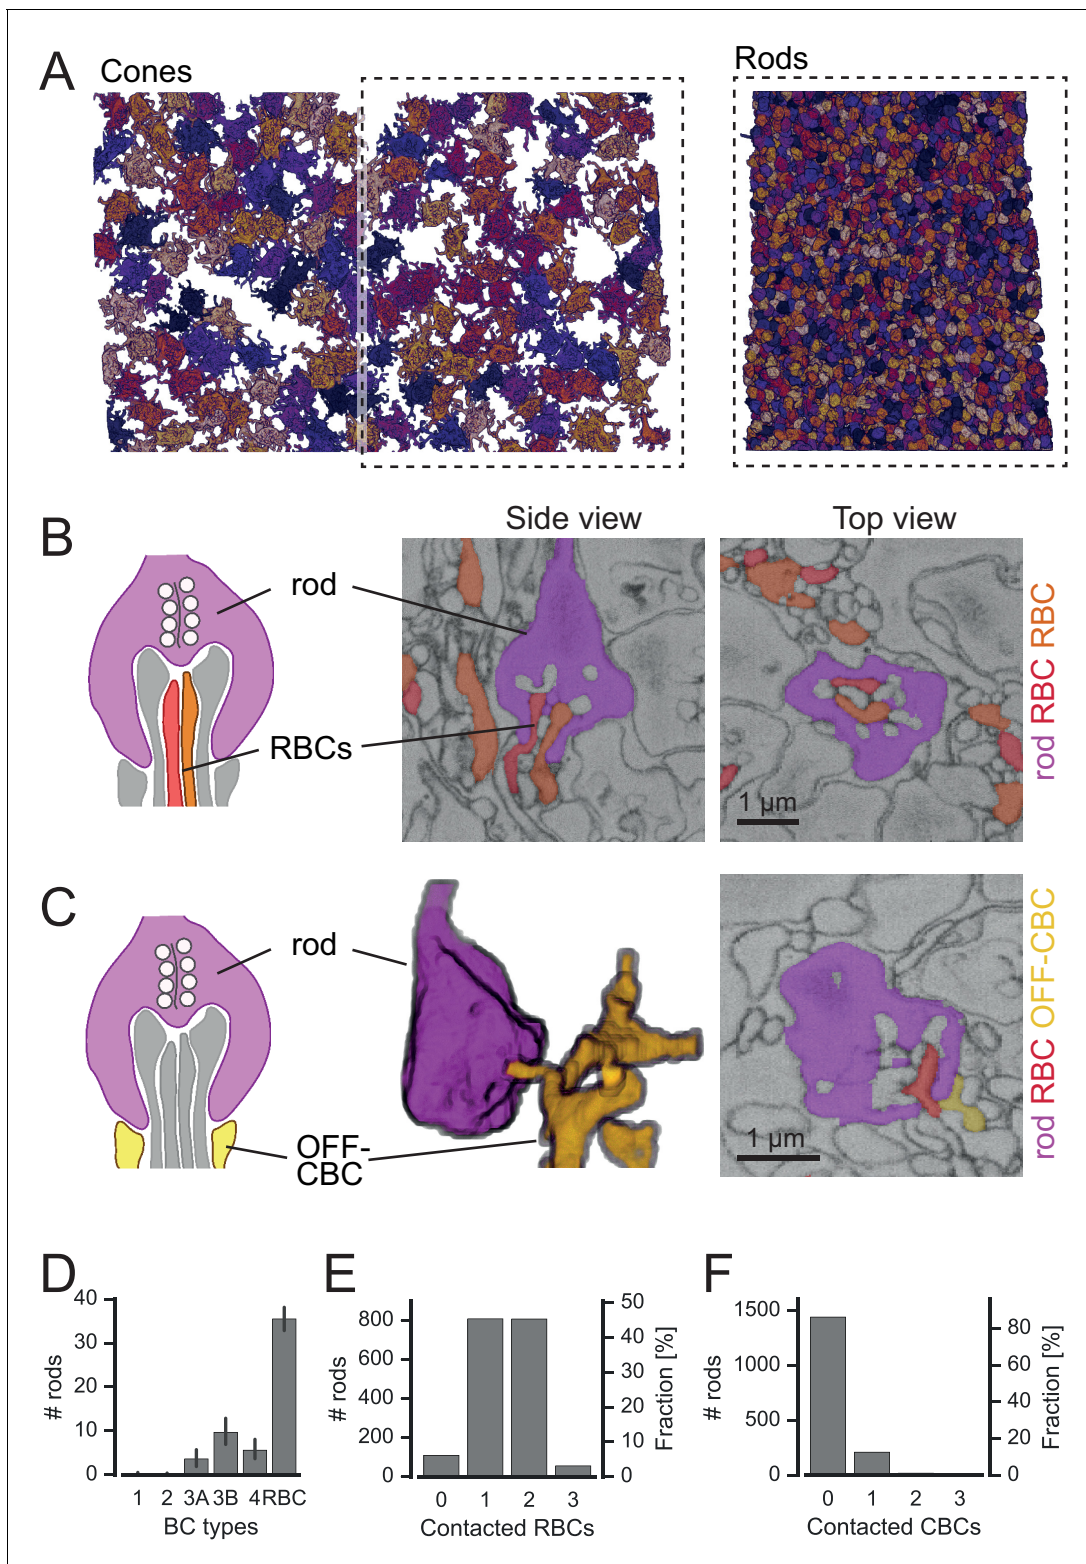 A
Cones
Rods
B
Side view
Top view
rod
RBCs
1 µm
rod RBC RBC
C
rod
OFF-
CBC
1 µm
rod RBC OFF-CBC
D
# rods
40
30
20
10
0
1 2 3A 3B 4 RBC
BC types
E
# rods
800
600
400
200
0
50
40
30
20
10
0
Fraction [%]
0 1 2 3
Contacted RBCs
F
# rods
1500
1000
500
0
80
60
40
20
0
Fraction [%]
0 1 2 3
Contacted CBCs